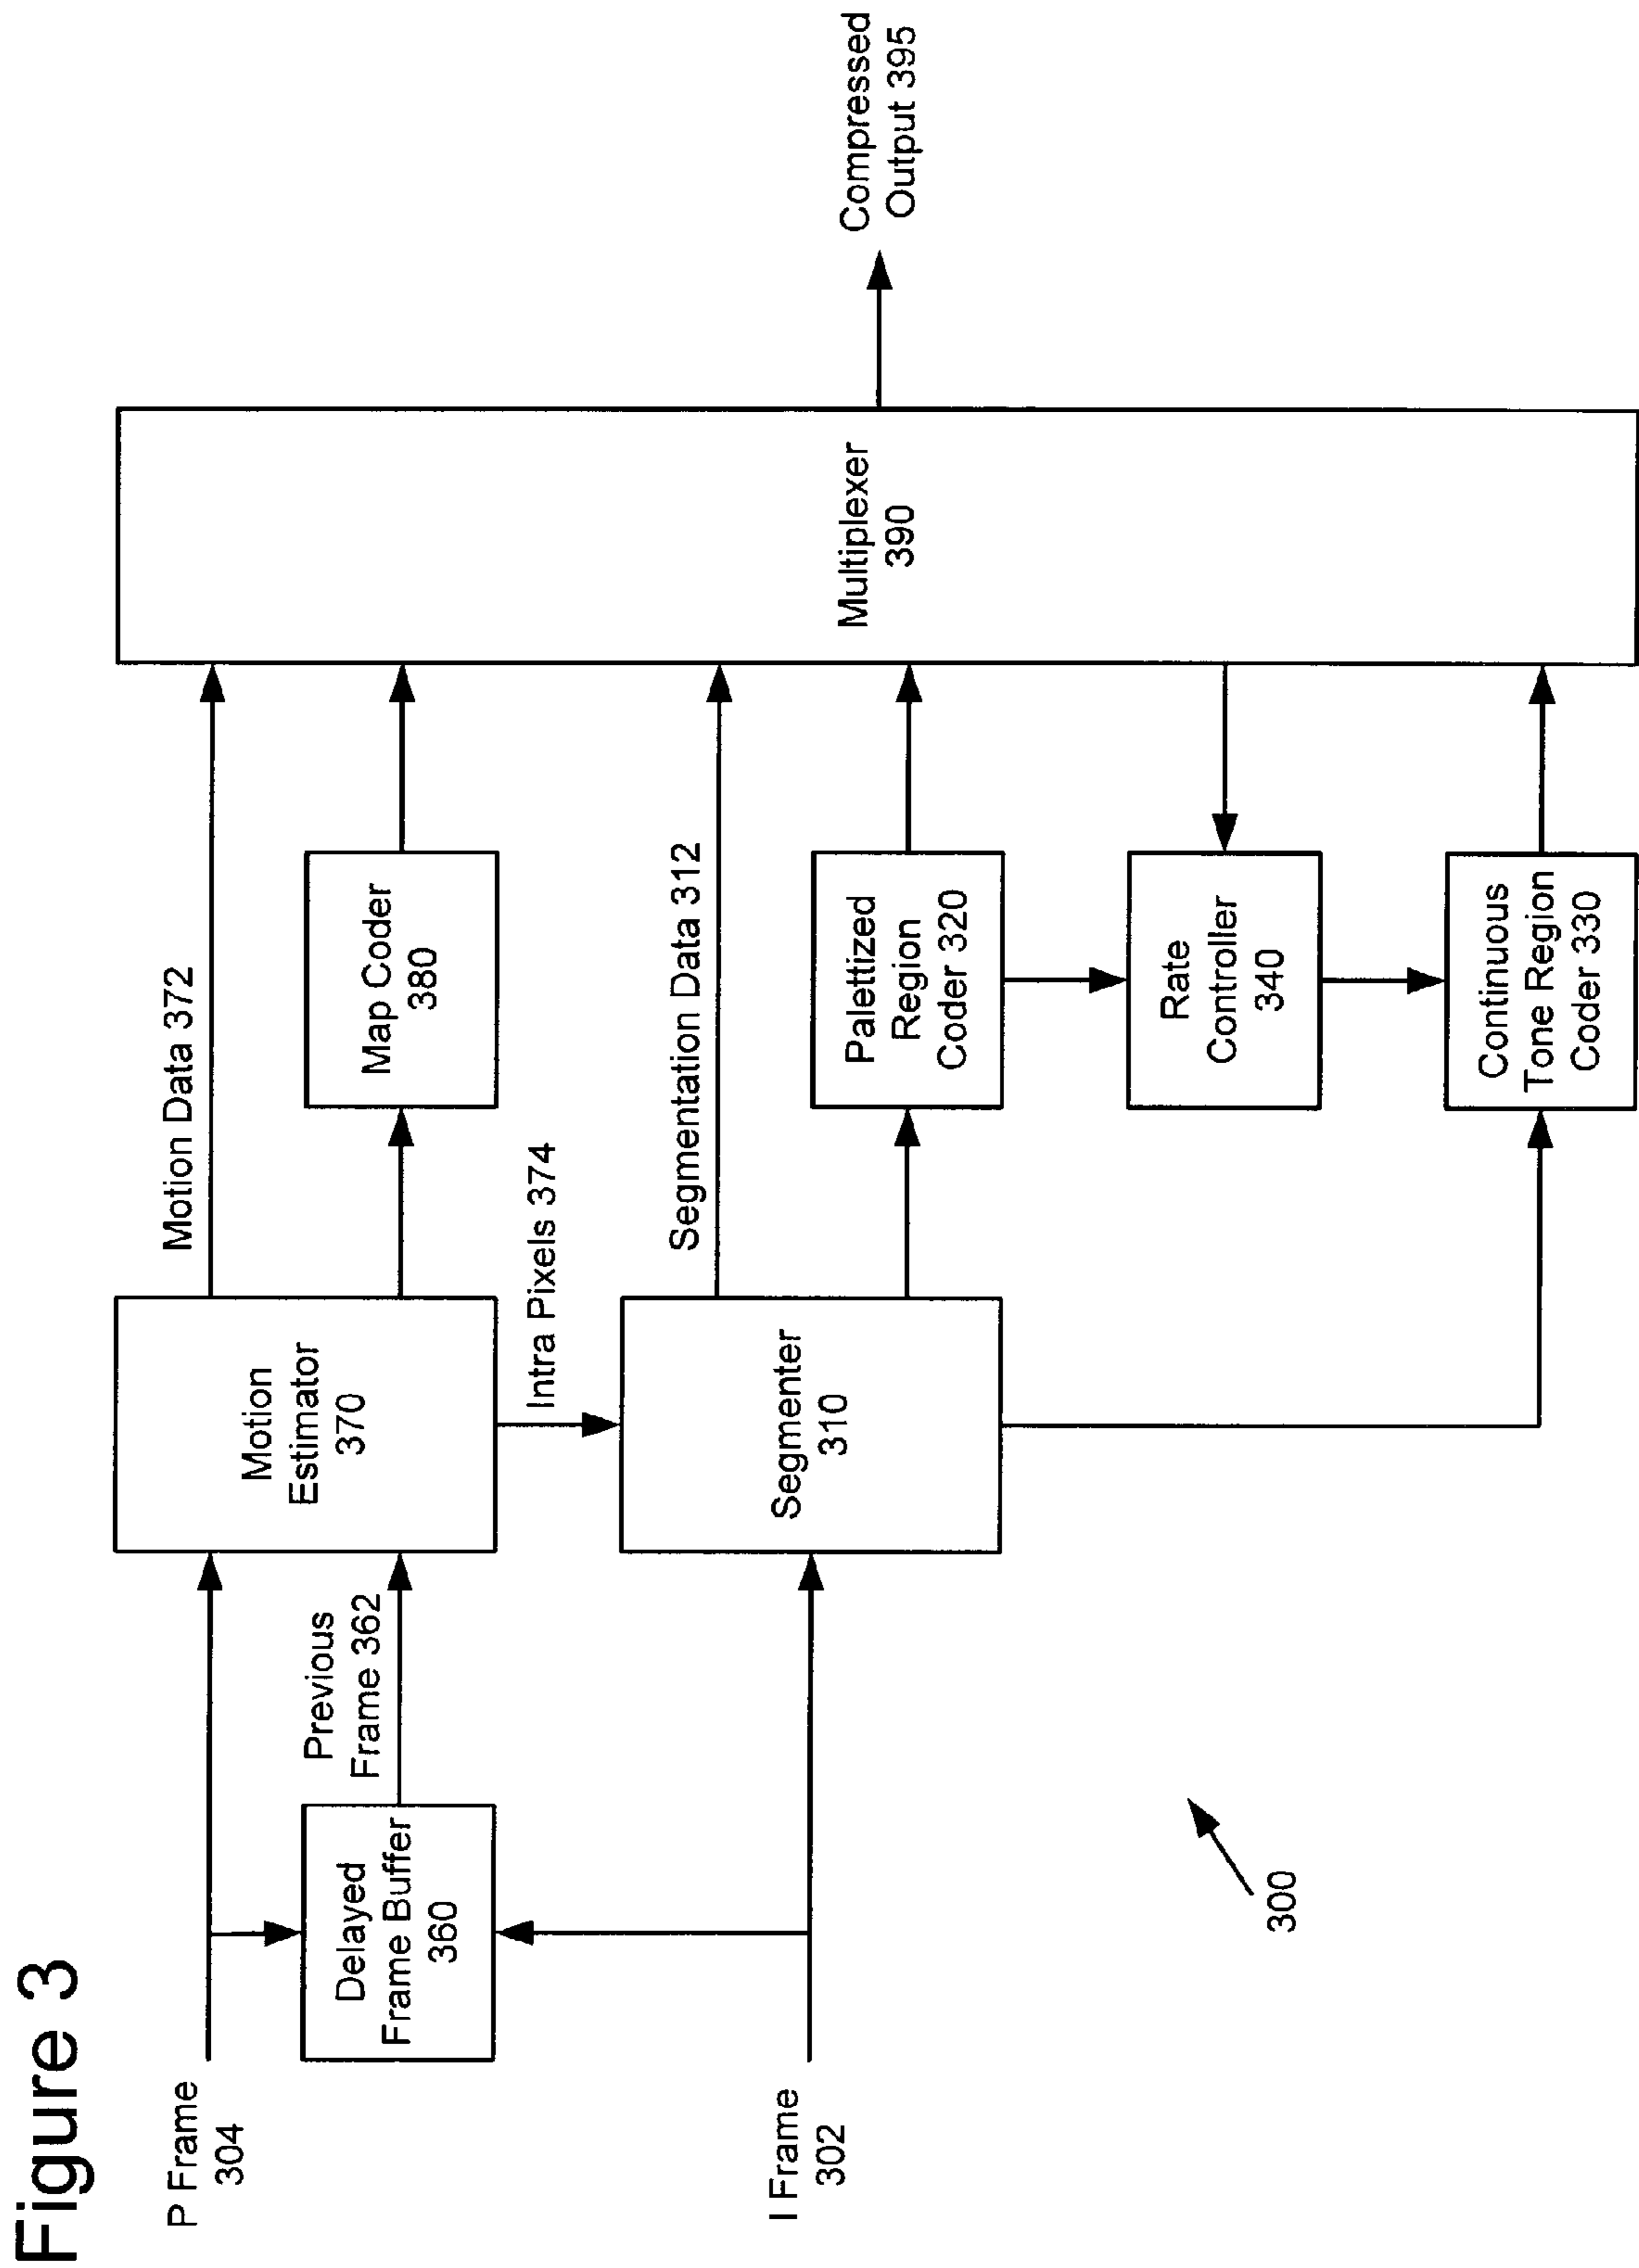 Figure 3
P Frame
304
I Frame
302
Delayed
Frame Buffer
360
Previous
Frame 362
Motion
Estimator
370
Intra Pixels 374
Segmenter
310
Motion Data 372
Map Coder
380
Segmentation Data 312
Palettized
Region
Coder 320
Rate
Controller
340
Continuous
Tone Region
Coder 330
Multiplexer
390
Compressed
Output 395
300